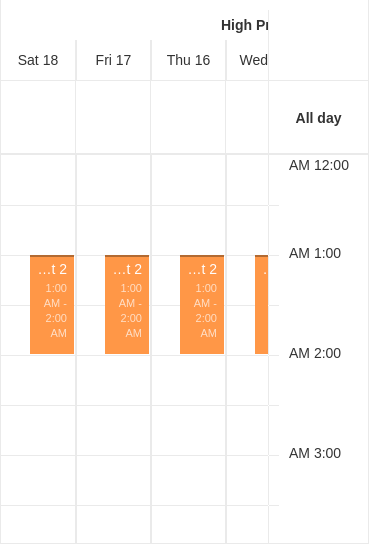 High Pr
Sat 18
Fri 17
Thu 16
Wed
All day
AM 12:00
AM 1:00
...t 2
1:00
AM -
2:00
AM
...t 2
1:00
AM -
2:00
AM
...t 2
1:00
AM -
2:00
AM
AM 2:00
AM 3:00